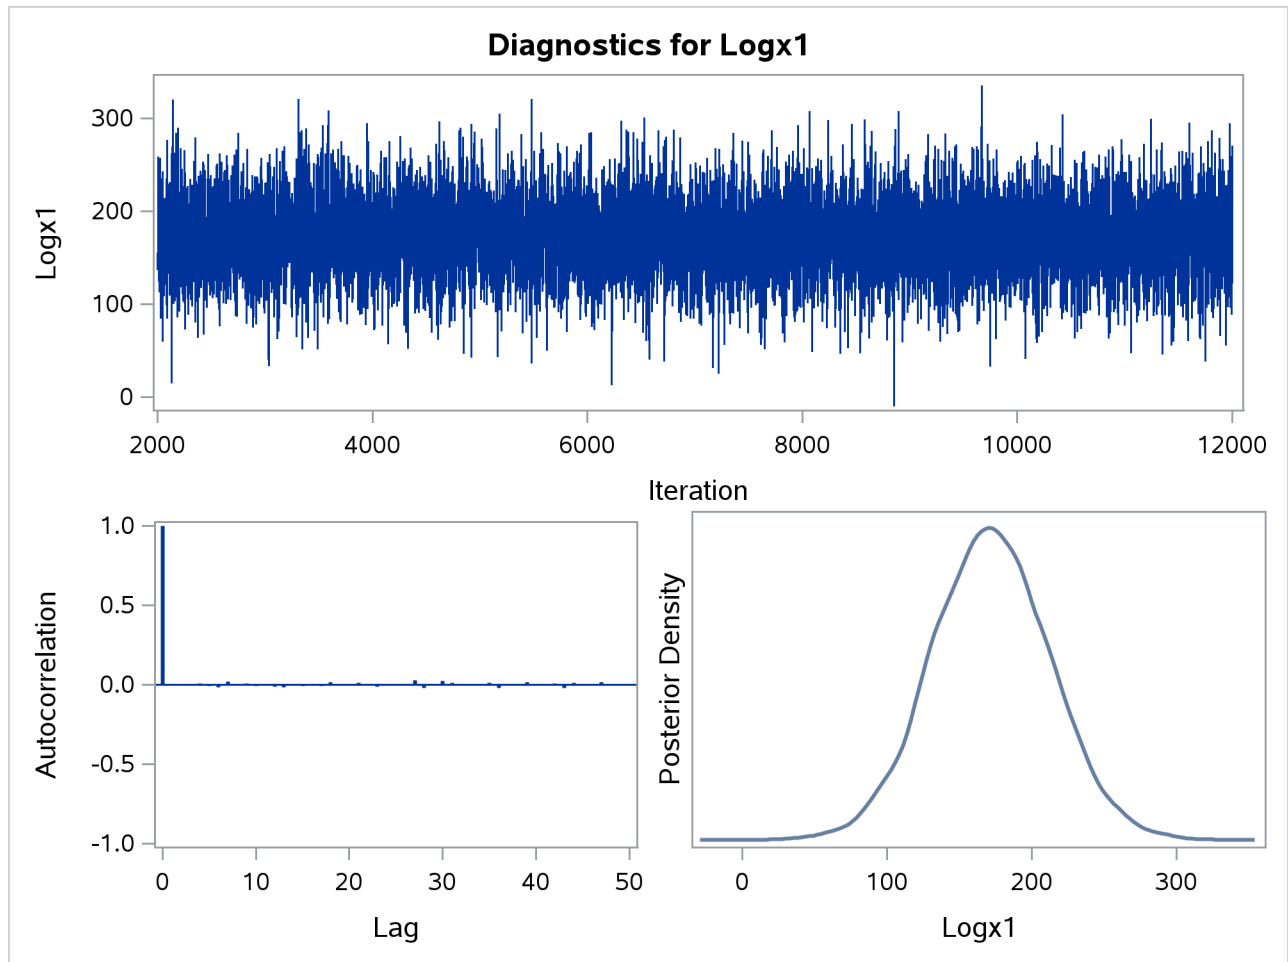 Diagnostics for Logx1
300
200
100
0
Logx1
2000 4000 6000 8000 10000 12000
Iteration
1.0
0.5
0.0
-0.5
-1.0
Autocorrelation
0 10 20 30 40 50
Lag
Posterior Density
0 100 200 300
Logx1